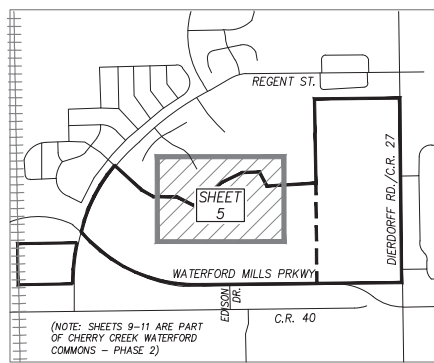 REGENT ST.
DIERDORFF RD./C.R. 27
SHEET
5
WATERFORD MILLS PRKWY
EDISON
DR.
C.R. 40
(NOTE: SHEETS 9-11 ARE PART
OF CHERRY CREEK WATERFORD
COMMONS - PHASE 2)